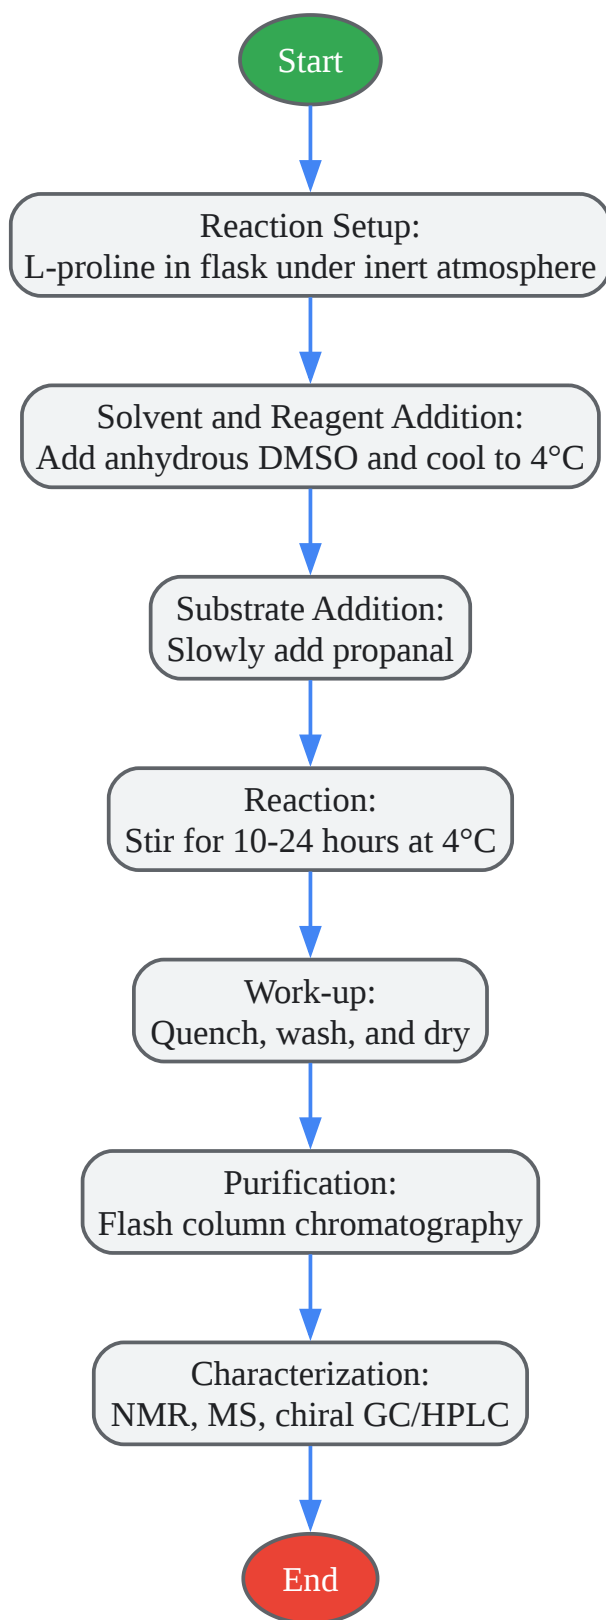 Start
Reaction Setup:
L-proline in flask under inert atmosphere
Solvent and Reagent Addition:
Add anhydrous DMSO and cool to 4°C
Substrate Addition:
Slowly add propanal
Reaction:
Stir for 10-24 hours at 4°C
Work-up:
Quench, wash, and dry
Purification:
Flash column chromatography
Characterization:
NMR, MS, chiral GC/HPLC
End